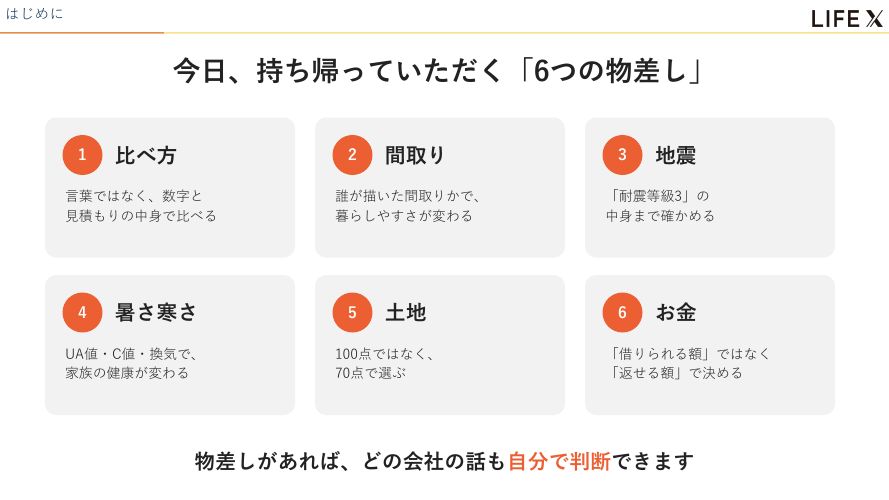 はじめに
LIFE X
今日、持ち帰っていただく「6つの物差し」
1 比べ方
言葉ではなく、数字と
見積もりの中身で比べる
2 間取り
誰が描いた間取りかで、
暮らしやすさが変わる
3 地震
「耐震等級3」の
中身まで確かめる
4 暑さ寒さ
UA値・C値・換気で、
家族の健康が変わる
5 土地
100点ではなく、
70点で選ぶ
6 お金
「借りられる額」ではなく
「返せる額」で決める
物差しがあれば、どの会社の話も自分で判断できます